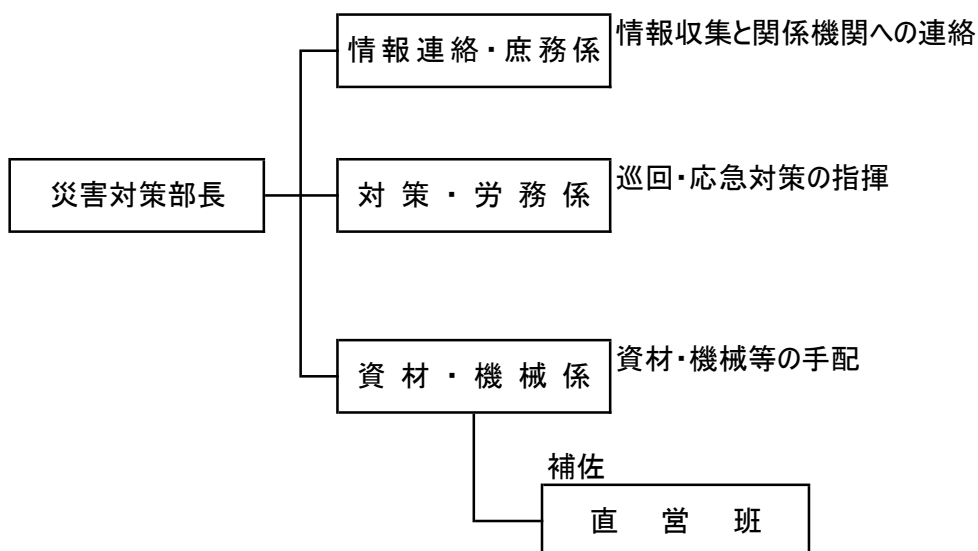 情報連絡・庶務係
情報収集と関係機関への連絡
災害対策部長
対策・労務係
巡回・応急対策の指揮
資材・機械係
資材・機械等の手配
補佐
直営班